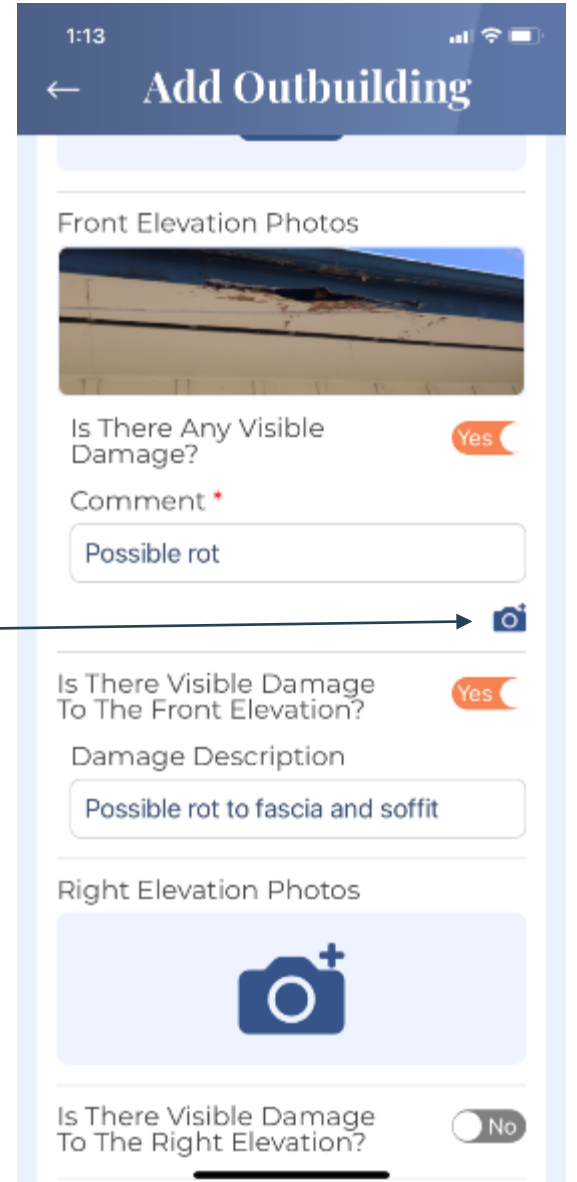 1:13
Add Outbuilding
Front Elevation Photos
Is There Any Visible
Damage?
Yes
Comment *
Possible rot
Is There Visible Damage
To The Front Elevation?
Yes
Damage Description
Possible rot to fascia and soffit
Right Elevation Photos
Is There Visible Damage
To The Right Elevation?
No